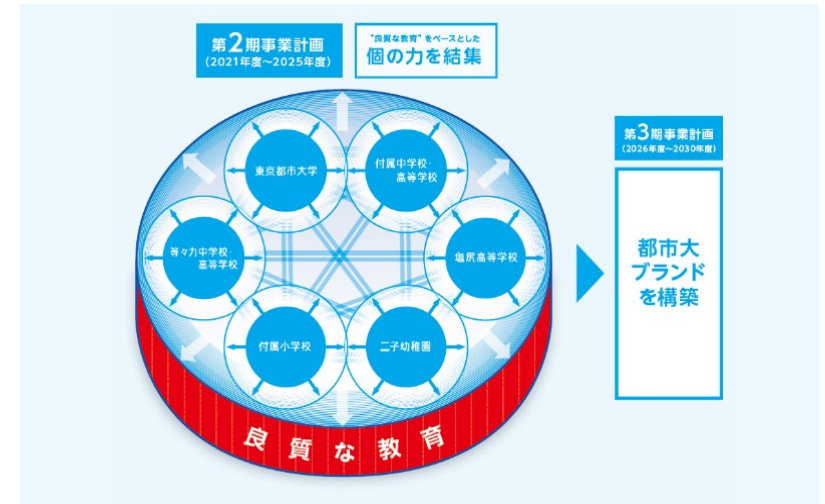 第2期事業計画
(2021年度〜2025年度)
"良質な教育"をベースとした
個の力を結集
東京都市大学
付属中学校・
高等学校
等々力中学校・
高等学校
塩尻高等学校
付属小学校
二子幼稚園
良質な教育
第3期事業計画
(2026年度〜2030年度)
都市大
ブランド
を構築